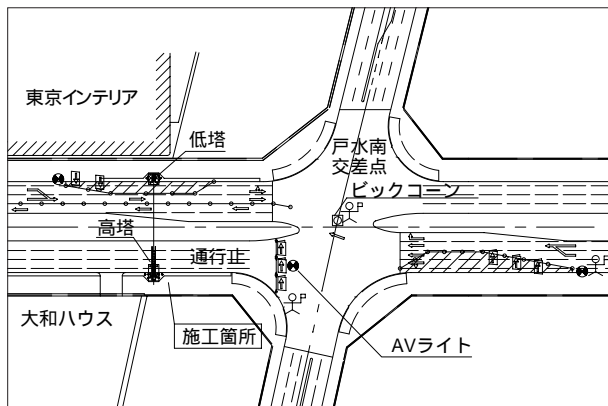 東京インテリア
低塔
戸水南
交差点
ビックコーン
高塔
通行止
大和ハウス
施工箇所
AVライト